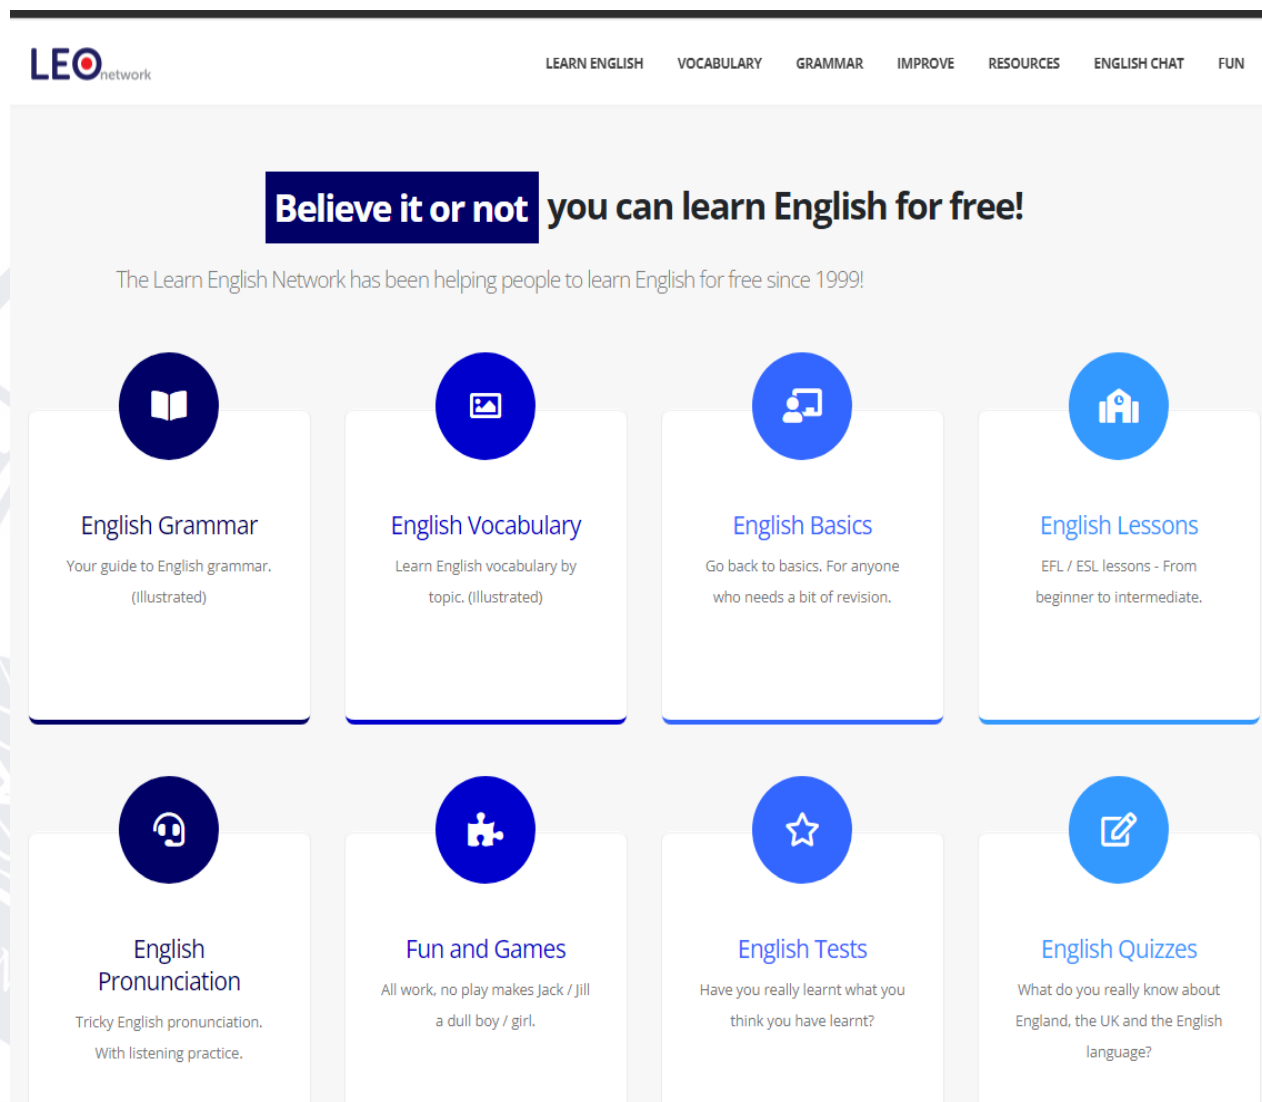 LEO network
LEARN ENGLISH VOCABULARY GRAMMAR IMPROVE RESOURCES ENGLISH CHAT FUN
Believe it or not you can learn English for free!
The Learn English Network has been helping people to learn English for free since 1999!
English Grammar
Your guide to English grammar.
(Illustrated)
English Vocabulary
Learn English vocabulary by
topic. (Illustrated)
English Basics
Go back to basics. For anyone
who needs a bit of revision.
English Lessons
EFL / ESL lessons - From
beginner to intermediate.
English
Pronunciation
Tricky English pronunciation.
With listening practice.
Fun and Games
All work, no play makes Jack / Jill
a dull boy / girl.
English Tests
Have you really learnt what you
think you have learnt?
English Quizzes
What do you really know about
England, the UK and the English
language?